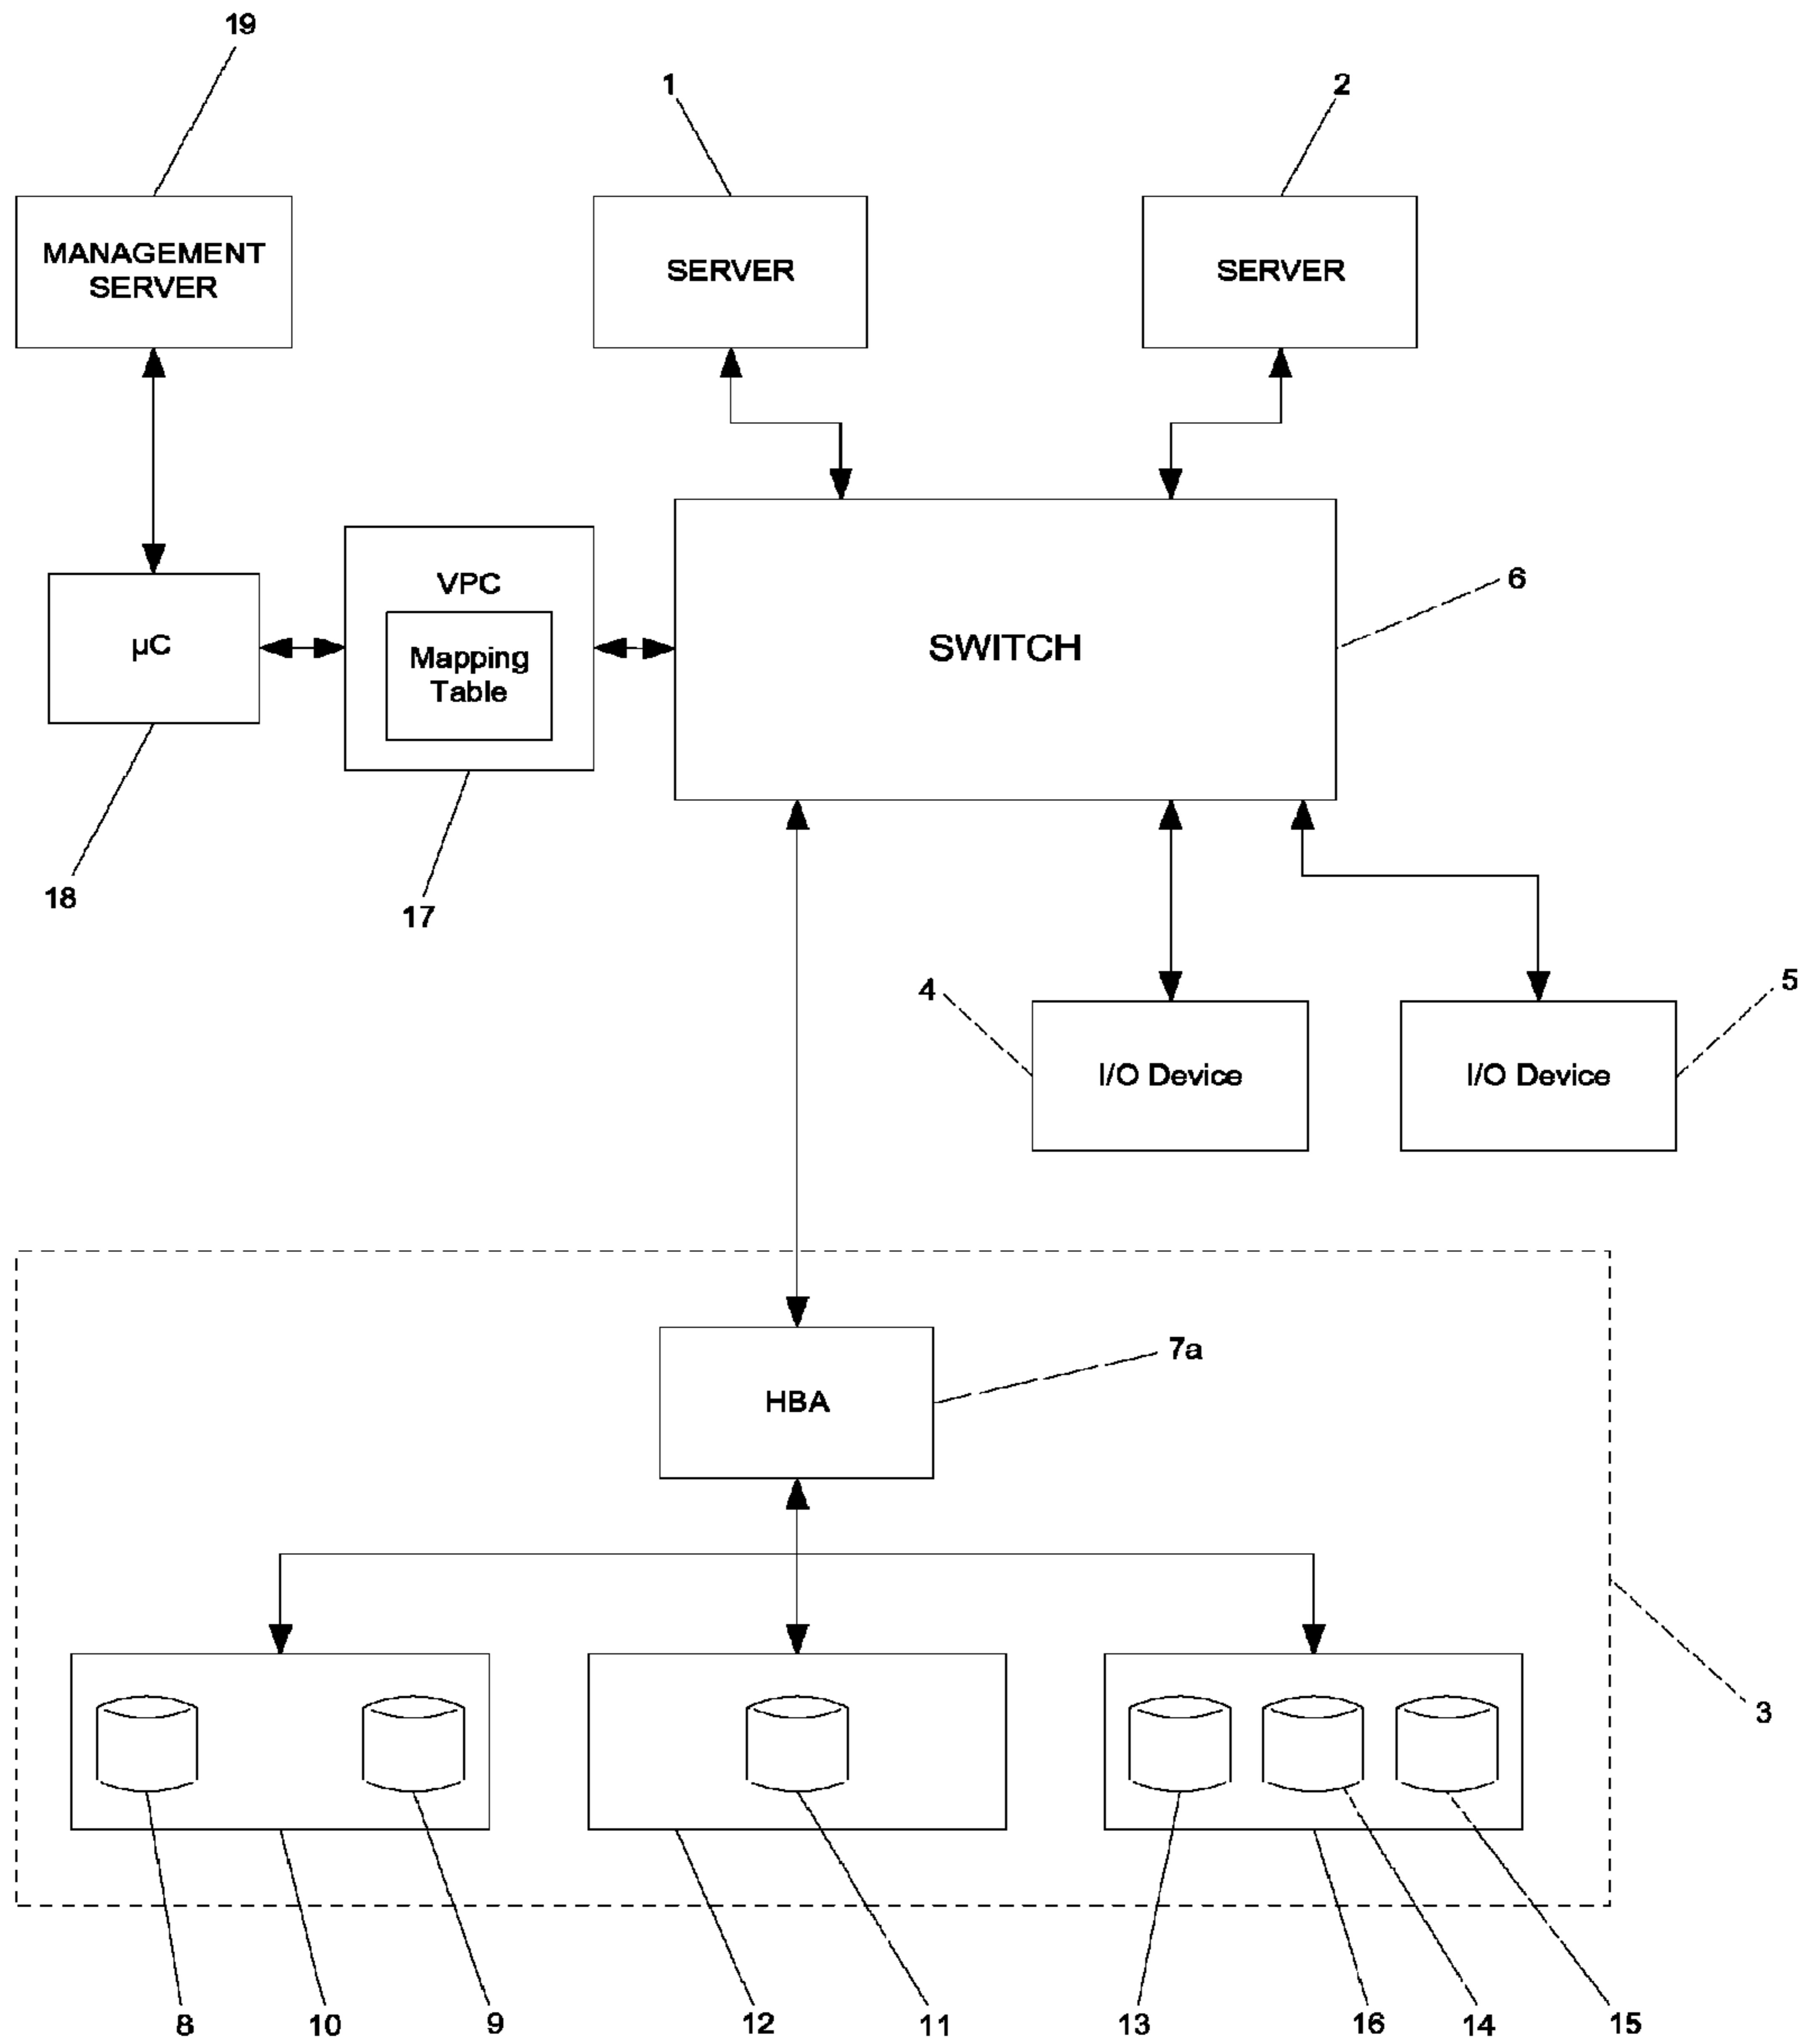 19
1
2
MANAGEMENT
SERVER
SERVER
SERVER
VPC
6
µC
Mapping
Table
SWITCH
18
17
4
5
I/O Device
I/O Device
7a
HBA
3
8
10
9
12
11
13
16
14
15